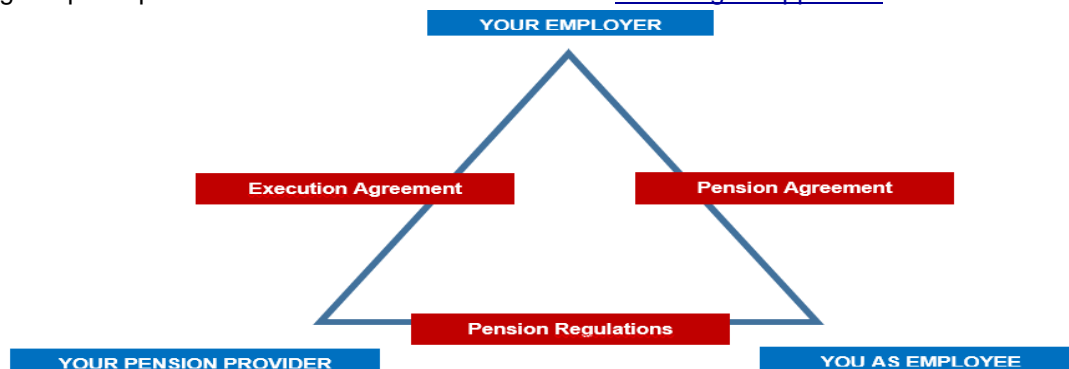 YOUR EMPLOYER
Execution Agreement
Pension Agreement
Pension Regulations
YOUR PENSION PROVIDER
YOU AS EMPLOYEE